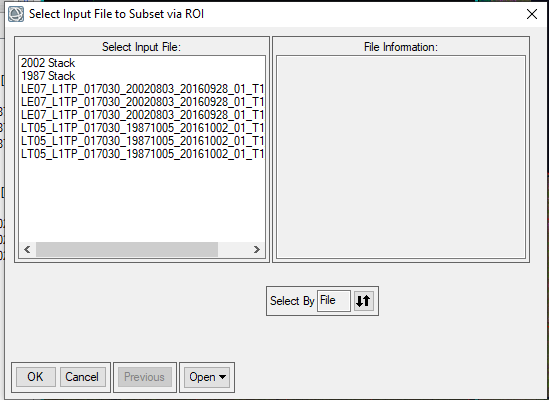 Select Input File to Subset via ROI
Select Input File:
File Information:
2002 Stack
1987 Stack
LE07_L1TP_017030_20020803_20160928_01_T1
LE07_L1TP_017030_20020803_20160928_01_T1
LE07_L1TP_017030_20020803_20160928_01_T1
LT05_L1TP_017030_19871005_20161002_01_T1
LT05_L1TP_017030_19871005_20161002_01_T1
LT05_L1TP_017030_19871005_20161002_01_T1
Select By File
OK Cancel Previous Open